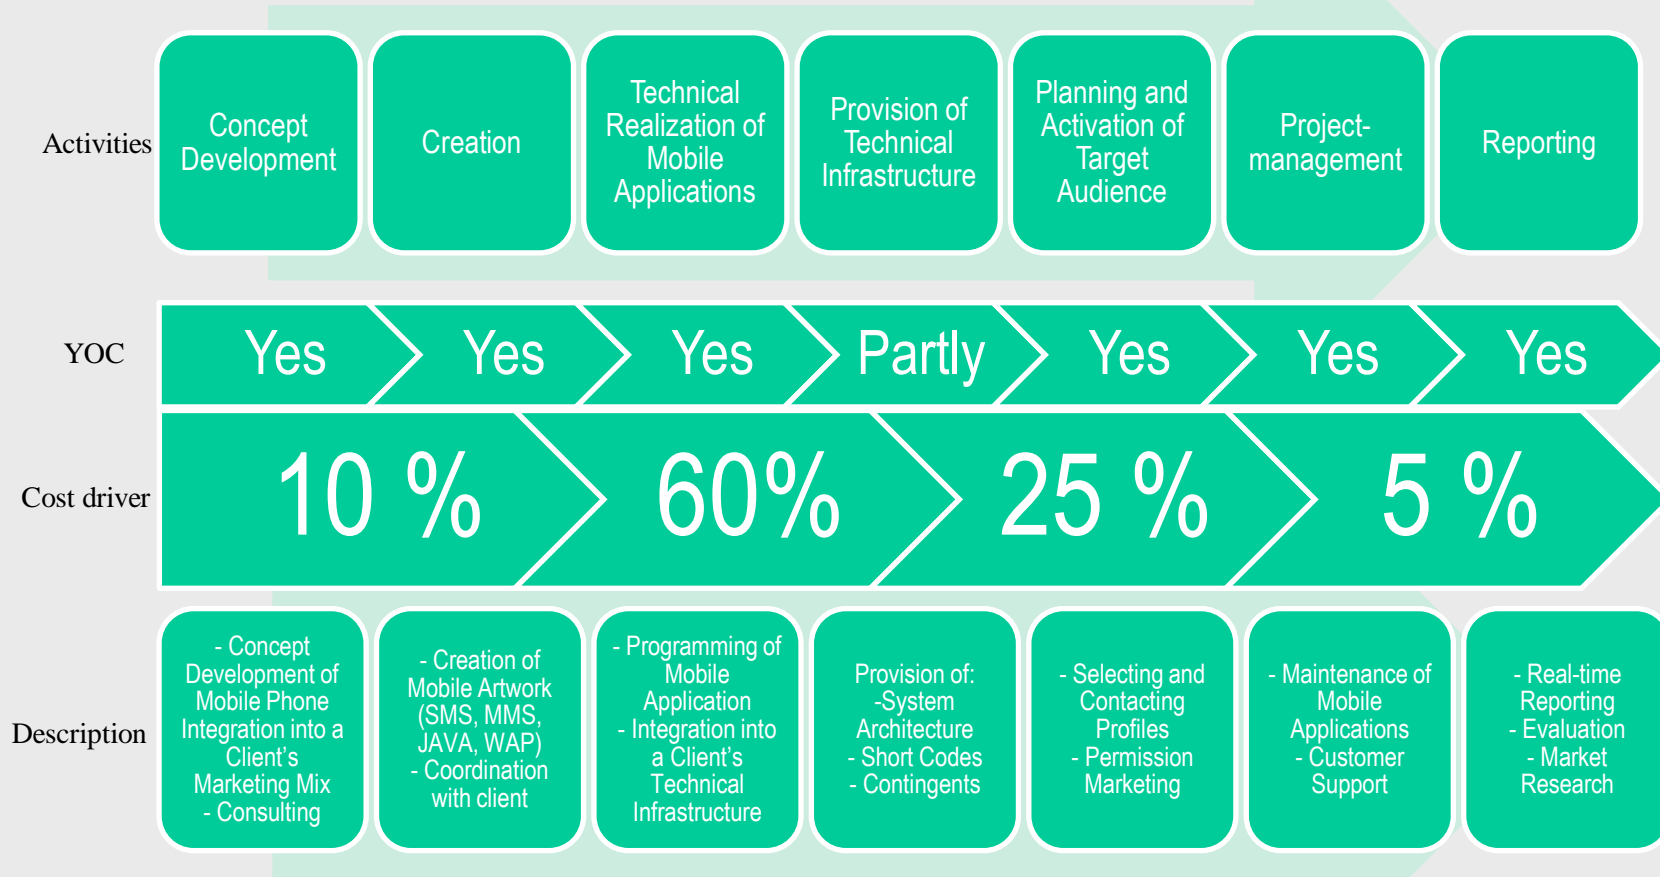 Activities
Concept
Development
Creation
Technical
Realization of
Mobile
Applications
Provision of
Technical
Infrastructure
Planning and
Activation of
Target
Audience
Project-
management
Reporting
YOC
Yes
Yes
Yes
Partly
Yes
Yes
Yes
Cost driver
10 %
60%
25 %
5 %
Description
- Concept
Development of
Mobile Phone
Integration into a
Client’s
Marketing Mix
- Consulting
- Creation of
Mobile Artwork
(SMS, MMS,
JAVA, WAP)
- Coordination
with client
- Programming of
Mobile
Application
- Integration into
a Client’s
Technical
Infrastructure
Provision of:
-System
Architecture
- Short Codes
- Contingents
- Selecting and
Contacting
Profiles
- Permission
Marketing
- Maintenance of
Mobile
Applications
- Customer
Support
- Real-time
Reporting
- Evaluation
- Market
Research